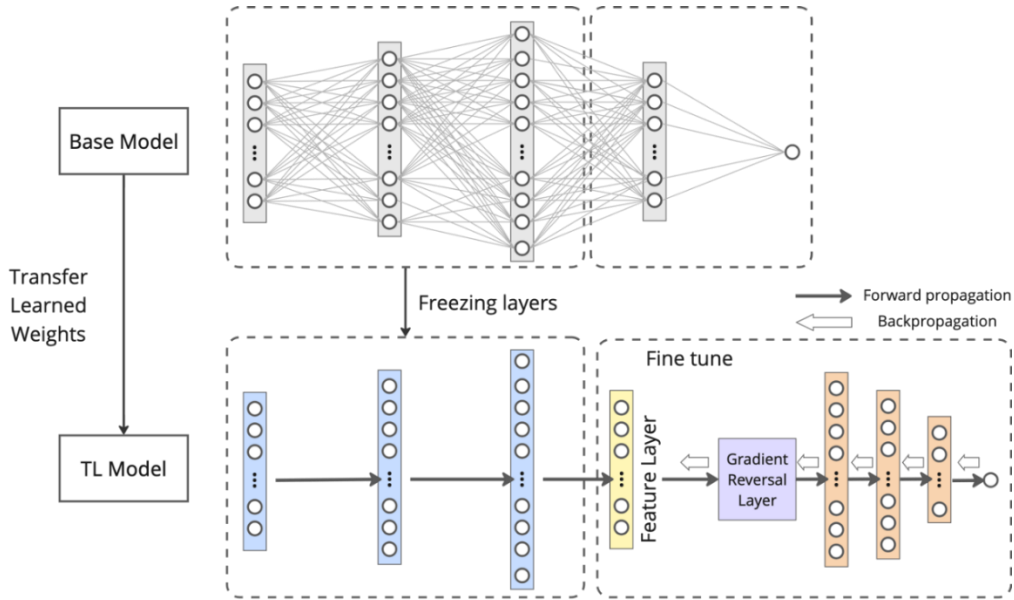 Base Model
Transfer
Learned
Weights
Freezing layers
Forward propagation
Backpropagation
TL Model
Fine tune
Feature Layer
Gradient
Reversal
Layer